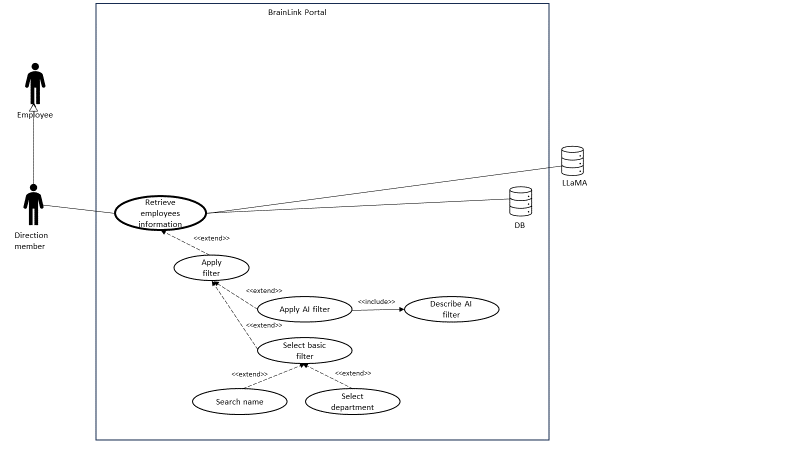 BrainLink Portal
Employee
LLaMA
Retrieve
employees
information
DB
Direction
member
<<extend>>
Apply
filter
<<extend>>
Apply AI filter
<<include>>
Describe AI
filter
<<extend>>
Select basic
filter
<<extend>>
<<extend>>
Search name
Select
department